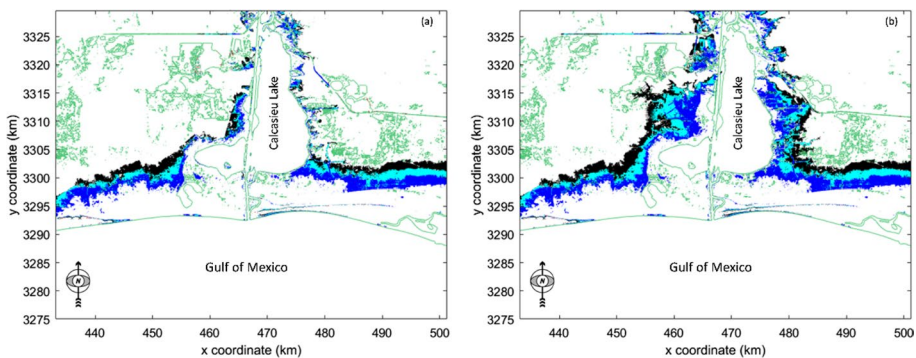 (a)
3325
3320
3315
3310
3305
3300
3295
3290
3285
3280
3275
y coordinate (km)
Calcasieu Lake
Gulf of Mexico
N
440 450 460 470 480 490 500
x coordinate (km)
(b)
3325
3320
3315
3310
3305
3300
3295
3290
3285
3280
3275
y coordinate (km)
Calcasieu Lake
Gulf of Mexico
N
440 450 460 470 480 490 500
x coordinate (km)